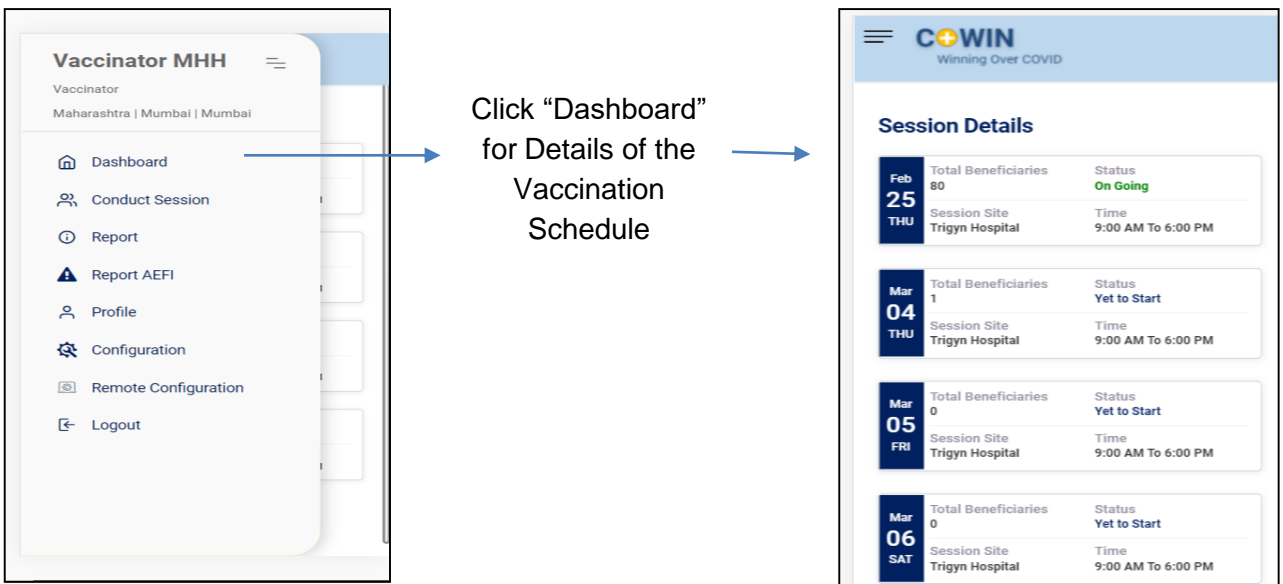 Vaccinator MHH
Vaccinator
Maharashtra | Mumbai | Mumbai
Dashboard
Conduct Session
Report
Report AEFI
Profile
Configuration
Remote Configuration
Logout
Click “Dashboard”
for Details of the
Vaccination
Schedule
COWIN
Winning Over COVID
Session Details
Feb
25
THU
Total Beneficiaries
80
Status
On Going
Session Site
Trigyn Hospital
Time
9:00 AM To 6:00 PM
Mar
04
THU
Total Beneficiaries
1
Status
Yet to Start
Session Site
Trigyn Hospital
Time
9:00 AM To 6:00 PM
Mar
05
FRI
Total Beneficiaries
0
Status
Yet to Start
Session Site
Trigyn Hospital
Time
9:00 AM To 6:00 PM
Mar
06
SAT
Total Beneficiaries
0
Status
Yet to Start
Session Site
Trigyn Hospital
Time
9:00 AM To 6:00 PM